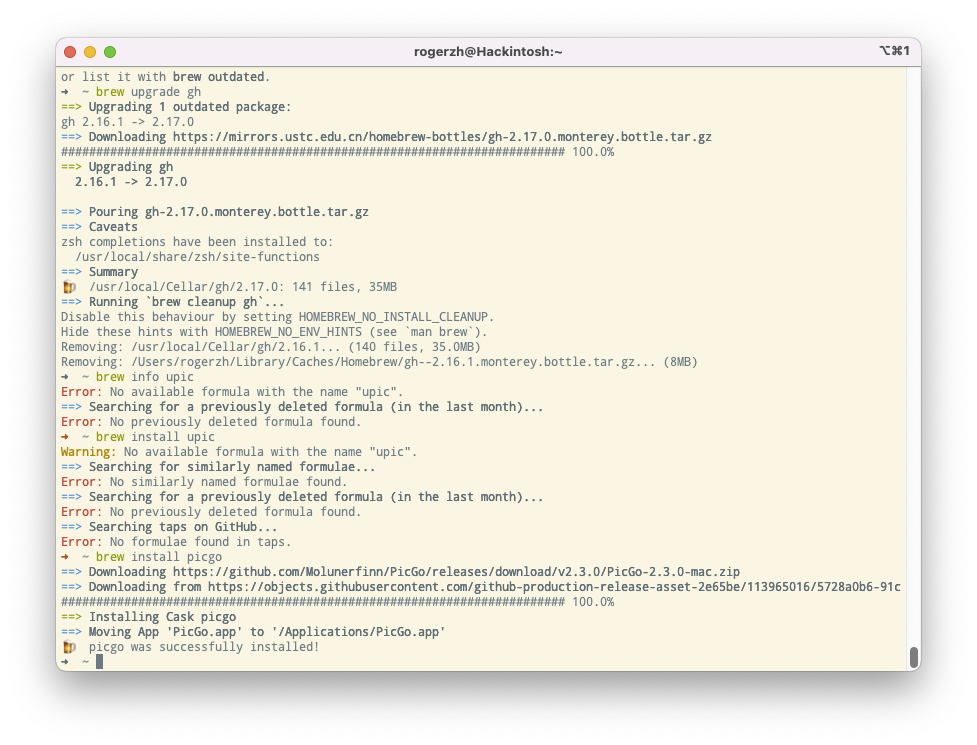 rogerzh@Hackintosh:~
⌥⌘1
or list it with brew outdated.
➜  ~ brew upgrade gh
==> Upgrading 1 outdated package:
gh 2.16.1 -> 2.17.0
==> Downloading https://mirrors.ustc.edu.cn/homebrew-bottles/gh-2.17.0.monterey.bottle.tar.gz
######################################################################## 100.0%
==> Upgrading gh
  2.16.1 -> 2.17.0
==> Pouring gh-2.17.0.monterey.bottle.tar.gz
==> Caveats
zsh completions have been installed to:
  /usr/local/share/zsh/site-functions
==> Summary
🍺  /usr/local/Cellar/gh/2.17.0: 141 files, 35MB
==> Running `brew cleanup gh`...
Disable this behaviour by setting HOMEBREW_NO_INSTALL_CLEANUP.
Hide these hints with HOMEBREW_NO_ENV_HINTS (see `man brew`).
Removing: /usr/local/Cellar/gh/2.16.1... (140 files, 35.0MB)
Removing: /Users/rogerzh/Library/Caches/Homebrew/gh--2.16.1.monterey.bottle.tar.gz... (8MB)
➜  ~ brew info upic
Error: No available formula with the name "upic".
==> Searching for a previously deleted formula (in the last month)...
Error: No previously deleted formula found.
➜  ~ brew install upic
Warning: No available formula with the name "upic".
==> Searching for similarly named formulae...
Error: No similarly named formulae found.
==> Searching for a previously deleted formula (in the last month)...
Error: No previously deleted formula found.
==> Searching taps on GitHub...
Error: No formulae found in taps.
➜  ~ brew install picgo
==> Downloading https://github.com/Molunerfinn/PicGo/releases/download/v2.3.0/PicGo-2.3.0-mac.zip
==> Downloading from https://objects.githubusercontent.com/github-production-release-asset-2e65be/113965016/5728a0b6-91c
######################################################################## 100.0%
==> Installing Cask picgo
==> Moving App 'PicGo.app' to '/Applications/PicGo.app'
🍺  picgo was successfully installed!
➜  ~